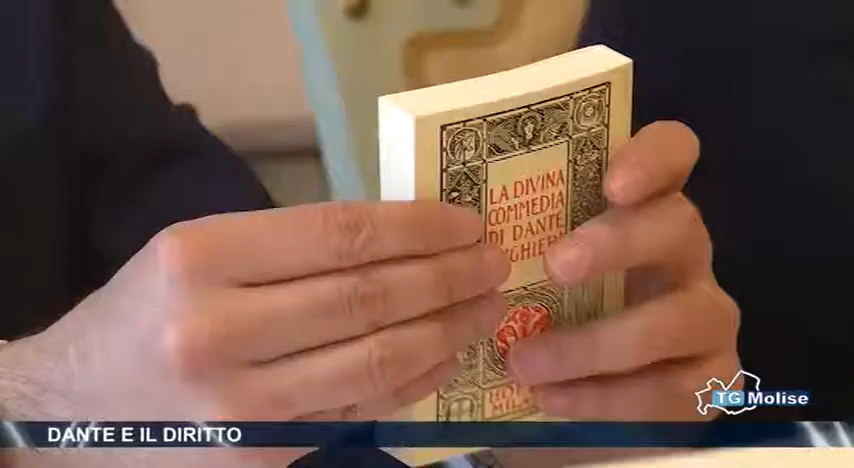 LA DIVINA
COMMEDIA
DI DANTE
TG Molise
DANTE E IL DIRITTO